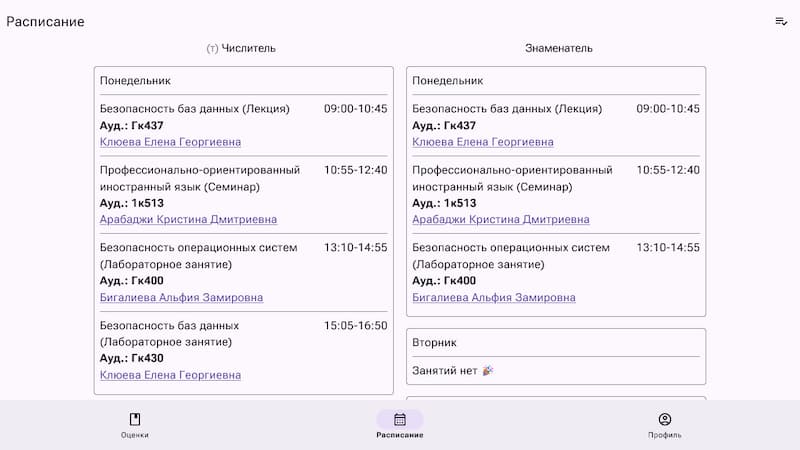 Расписание
(т) Числитель
Понедельник
Безопасность баз данных (Лекция) 09:00-10:45
Ауд.: Гк437
Клюева Елена Георгиевна
Профессионально-ориентированный 10:55-12:40
иностранный язык (Семинар)
Ауд.: 1к513
Арабаджи Кристина Дмитриевна
Безопасность операционных систем 13:10-14:55
(Лабораторное занятие)
Ауд.: Гк400
Бигалиева Альфия Замировна
Безопасность баз данных 15:05-16:50
(Лабораторное занятие)
Ауд.: Гк430
Клюева Елена Георгиевна
Знаменатель
Понедельник
Безопасность баз данных (Лекция) 09:00-10:45
Ауд.: Гк437
Клюева Елена Георгиевна
Профессионально-ориентированный 10:55-12:40
иностранный язык (Семинар)
Ауд.: 1к513
Арабаджи Кристина Дмитриевна
Безопасность операционных систем 13:10-14:55
(Лабораторное занятие)
Ауд.: Гк400
Бигалиева Альфия Замировна
Вторник
Занятий нет 🎉
Оценки
Расписание
Профиль